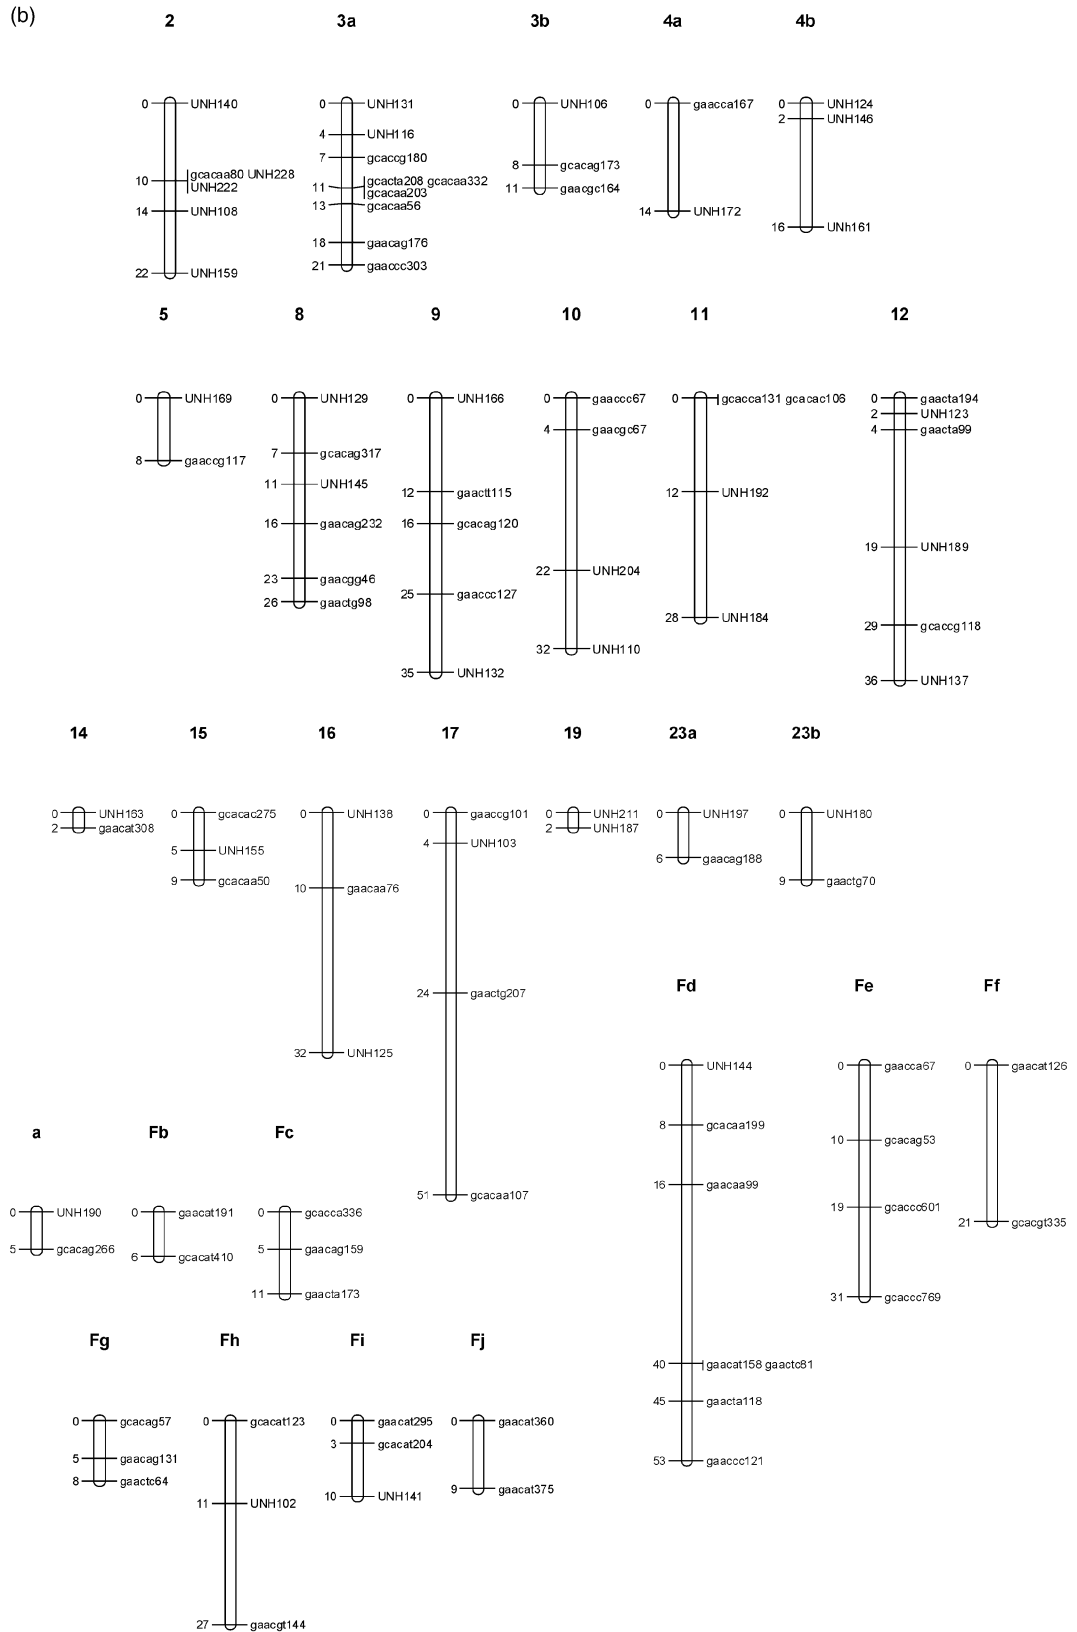 (b)
2 3a 3b 4a 4b
0 UNH140
10 gcacaa80 UNH228
UNH222
14 UNH108
22 UNH159
0 UNH131
4 UNH116
7 gcaccg180
11 gcacta208 gcacaa332
gcacaa203
13 gcacaa56
18 gaacag176
21 gaaccc303
0 UNH106
8 gcacag173
11 gaacgc164
0 gaacca167
14 UNH172
0 UNH124
2 UNH146
16 UNh161
5 8 9 10 11 12
0 UNH169
8 gaaccg117
0 UNH129
7 gcacag317
11 UNH145
16 gaacag232
23 gaacgg46
26 gaactg98
0 UNH166
12 gaactt115
16 gcacag120
25 gaaccc127
35 UNH132
0 gaaccc67
4 gaacgc67
22 UNH204
32 UNH110
0 gcacca131 gcacac106
12 UNH192
28 UNH184
0 gaacta194
2 UNH123
4 gaacta99
19 UNH189
29 gcaccg118
36 UNH137
14 15 16 17 19 23a 23b
0 UNH163
2 gaacat308
0 gcacac275
5 UNH155
9 gcacaa50
0 UNH138
10 gaacaa76
32 UNH125
0 gaaccg101
4 UNH103
24 gaactg207
51 gcacaa107
0 UNH211
2 UNH187
0 UNH197
6 gaacag188
0 UNH180
9 gaactg70
Fd Fe Ff
0 UNH144
8 gcacaa199
16 gaacaa99
40 gaacat158 gaactc81
45 gaacta118
53 gaaccc121
0 gaacca67
10 gcacag53
19 gcaccc601
31 gcaccc769
0 gaacat126
21 gcacgt335
a Fb Fc
0 UNH190
5 gcacag266
0 gaacat191
6 gcacat410
0 gcacca336
5 gaacag159
11 gaacta173
Fg Fh Fi Fj
0 gcacag57
5 gaacag131
8 gaactc64
0 gcacat123
11 UNH102
27 gaacgt144
0 gaacat295
3 gcacat204
10 UNH141
0 gaacat360
9 gaacat375